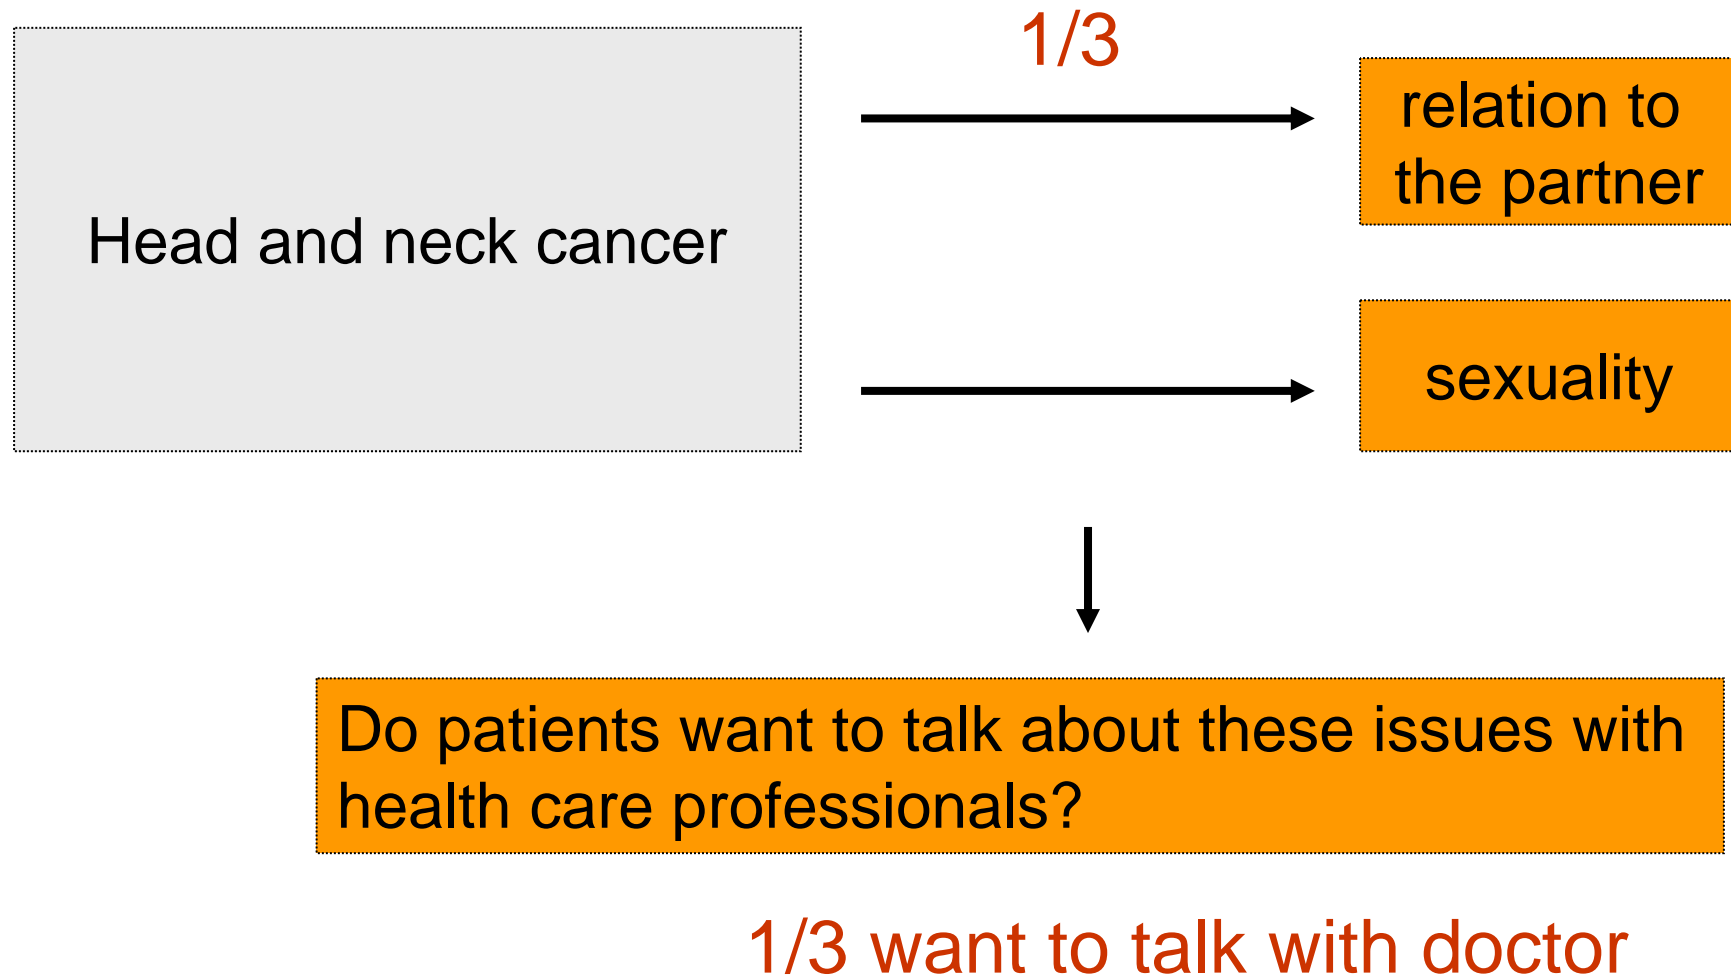 1/3
relation to
the partner
Head and neck cancer
sexuality
Do patients want to talk about these issues with
health care professionals?
1/3 want to talk with doctor